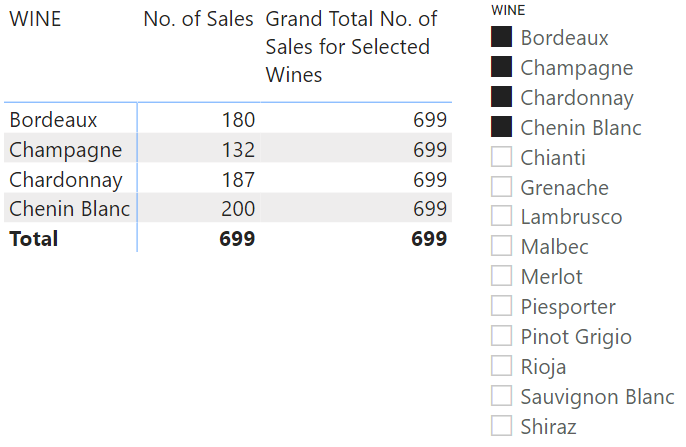 WINE No. of Sales Grand Total No. of
Sales for Selected
Wines
Bordeaux 180 699
Champagne 132 699
Chardonnay 187 699
Chenin Blanc 200 699
Total 699 699
WINE
Bordeaux
Champagne
Chardonnay
Chenin Blanc
Chianti
Grenache
Lambrusco
Malbec
Merlot
Piesporter
Pinot Grigio
Rioja
Sauvignon Blanc
Shiraz